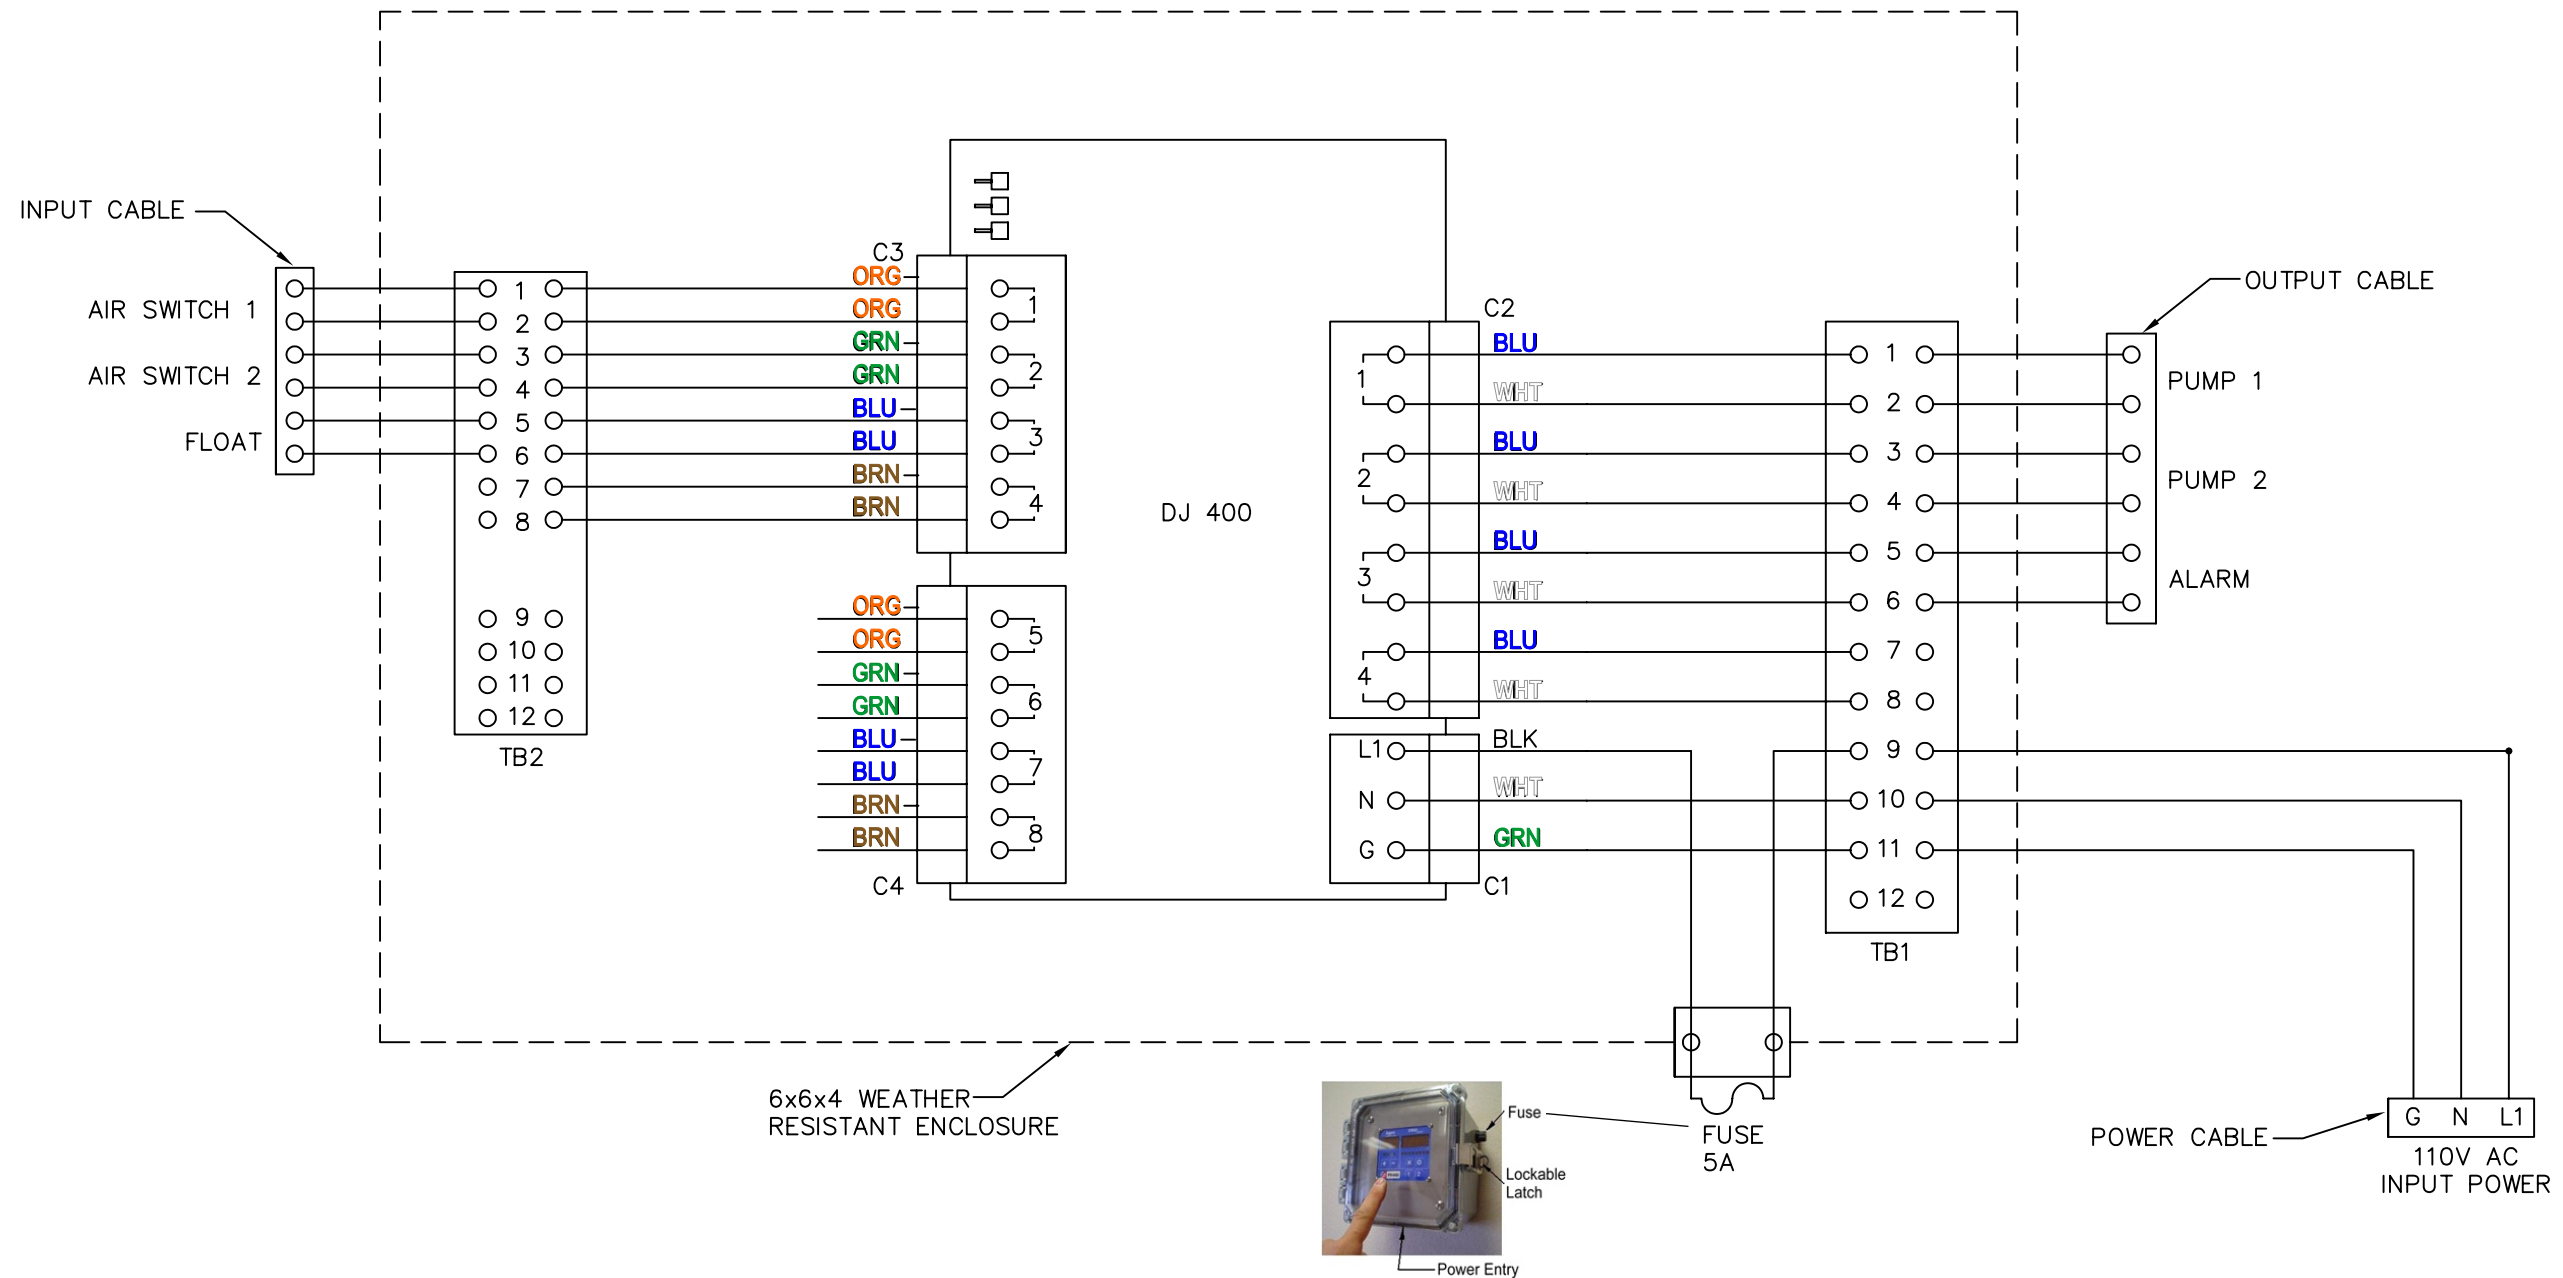 INPUT CABLE
AIR SWITCH 1
AIR SWITCH 2
FLOAT
1
2
3
4
5
6
7
8
9
10
11
12
TB2
C3
ORG
ORG
GRN
GRN
BLU
BLU
BRN
BRN
1
2
3
4
ORG
ORG
GRN
GRN
BLU
BLU
BRN
BRN
5
6
7
8
C4
DJ 400
C2
1
2
3
4
BLU
WHT
BLU
WHT
BLU
WHT
BLU
WHT
L1
N
G
BLK
WHT
GRN
C1
1
2
3
4
5
6
7
8
9
10
11
12
TB1
OUTPUT CABLE
PUMP 1
PUMP 2
ALARM
6x6x4 WEATHER
RESISTANT ENCLOSURE
Fuse
Lockable
Latch
Power Entry
FUSE
5A
POWER CABLE
G N L1
110V AC
INPUT POWER